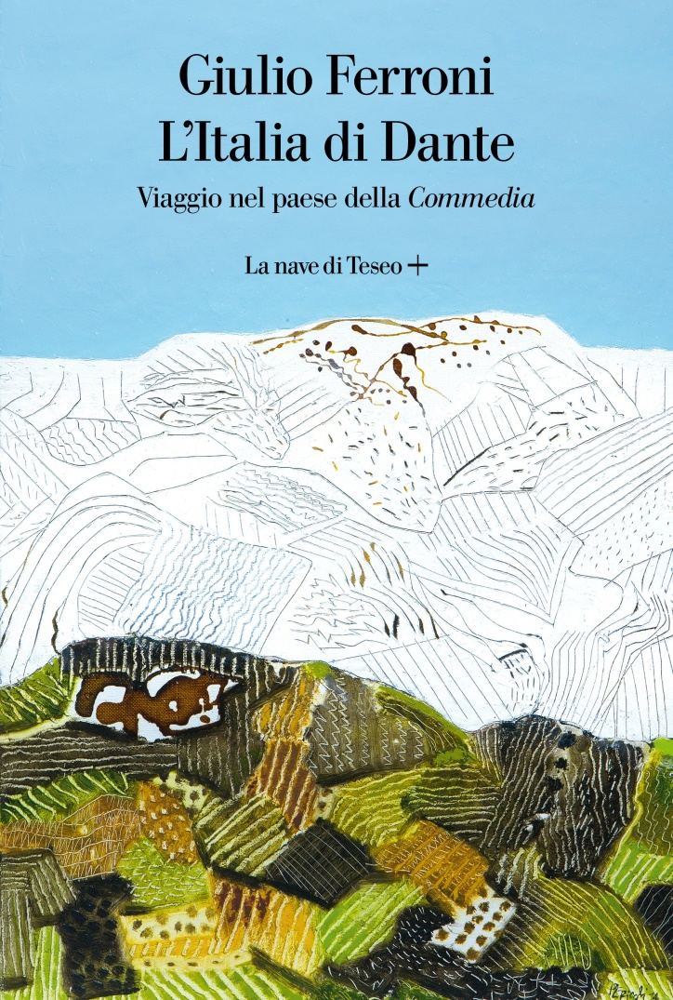 Giulio Ferroni
L’Italia di Dante
Viaggio nel paese della Commedia
La nave di Teseo +